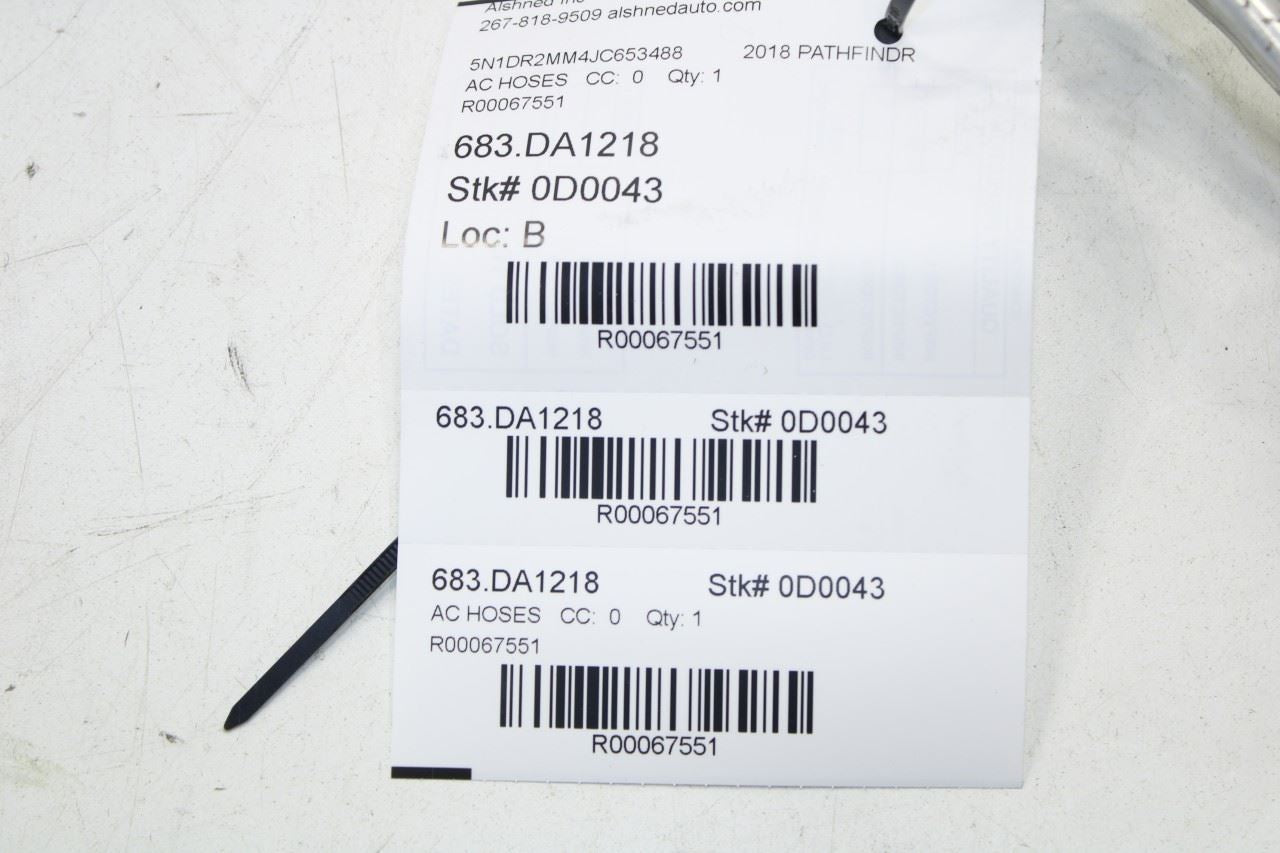 Alshned Inc
267-818-9509 alshnedauto.com
5N1DR2MM4JC653488 2018 PATHFINDR
AC HOSES CC: 0 Qty: 1
R00067551
683.DA1218
Stk# 0D0043
Loc: B
R00067551
683.DA1218 Stk# 0D0043
R00067551
683.DA1218 Stk# 0D0043
AC HOSES CC: 0 Qty: 1
R00067551
R00067551